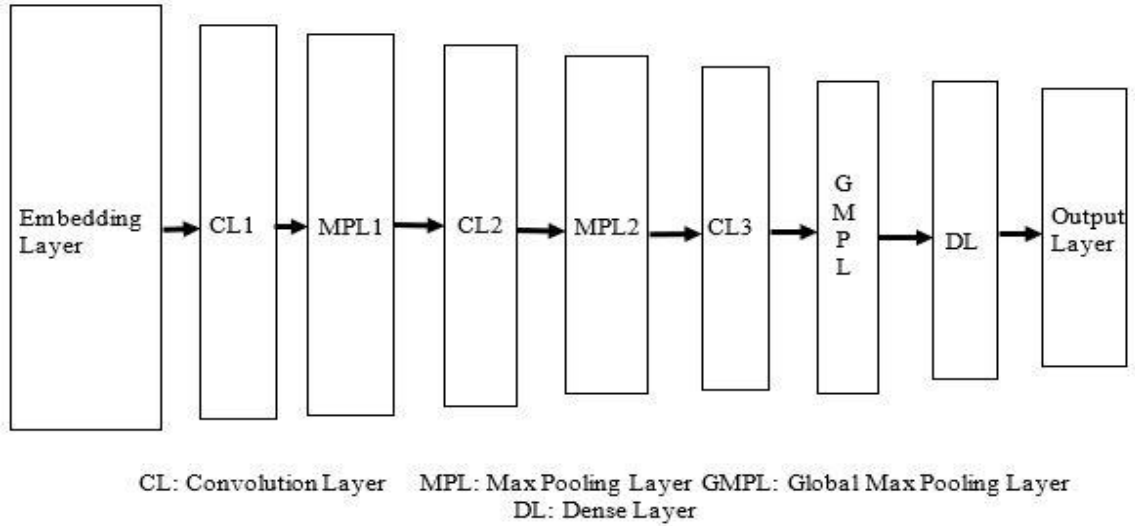 Embedding
Layer
CL1
MPL1
CL2
MPL2
CL3
G
M
P
L
DL
Output
Layer
CL: Convolution Layer MPL: Max Pooling Layer GMPL: Global Max Pooling Layer
DL: Dense Layer